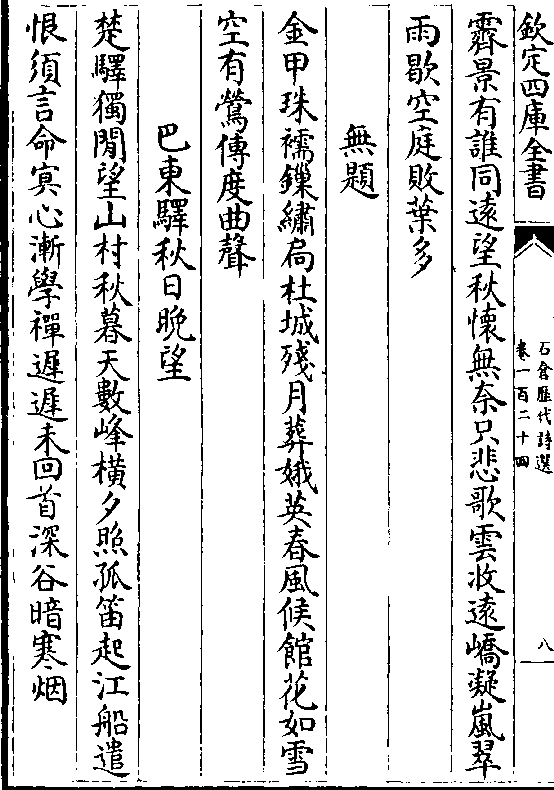 欽定四庫全書
石倉歷代詩選
卷一百二十四
八
霽景有誰同遠望秋懷無奈只悲歌雲收遠嶠凝嵐翠
雨歇空庭敗葉多
無題
金甲珠襦鏁繡扃杜城殘月葬娥英春風候館花如雪
空有鶯傳度曲聲
巴東驛秋日晚望
楚驛獨閒望山村秋暮天數峰橫夕照孤笛起江船遣
恨須言命冥心漸學禪遲遲未回首深谷暗寒烟